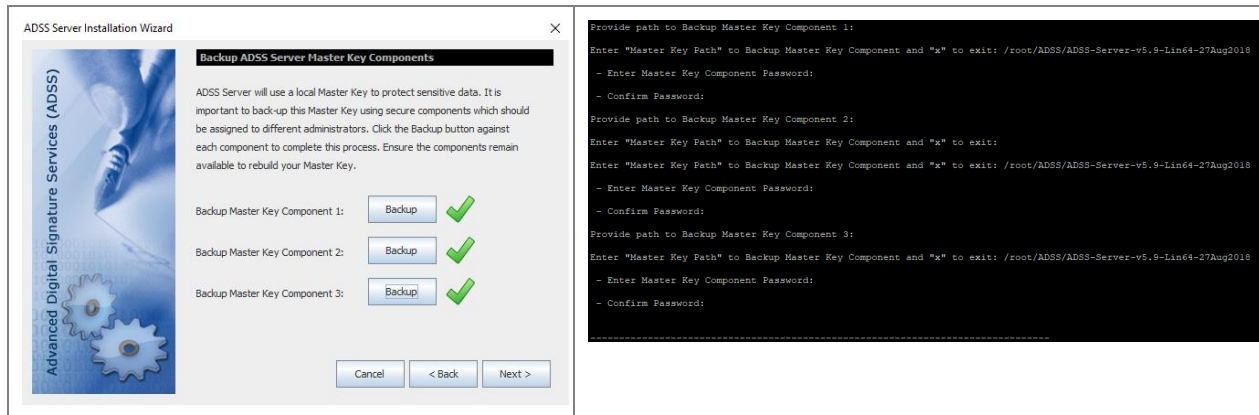 ADSS Server Installation Wizard
Advanced Digital Signature Services (ADSS)
Backup ADSS Server Master Key Components
ADSS Server will use a local Master Key to protect sensitive data. It is
important to back-up this Master Key using secure components which should
be assigned to different administrators. Click the Backup button against
each component to complete this process. Ensure the components remain
available to rebuild your Master Key.
Backup Master Key Component 1: Backup
Backup Master Key Component 2: Backup
Backup Master Key Component 3: Backup
Cancel < Back Next >
Provide path to Backup Master Key Component 1:
Enter "Master Key Path" to Backup Master Key Component and "x" to exit: /root/ADSS/ADSS-Server-v5.9-Lin64-27Aug2018
- Enter Master Key Component Password:
- Confirm Password:
Provide path to Backup Master Key Component 2:
Enter "Master Key Path" to Backup Master Key Component and "x" to exit:
Enter "Master Key Path" to Backup Master Key Component and "x" to exit: /root/ADSS/ADSS-Server-v5.9-Lin64-27Aug2018
- Enter Master Key Component Password:
- Confirm Password:
Provide path to Backup Master Key Component 3:
Enter "Master Key Path" to Backup Master Key Component and "x" to exit: /root/ADSS/ADSS-Server-v5.9-Lin64-27Aug2018
- Enter Master Key Component Password:
- Confirm Password: